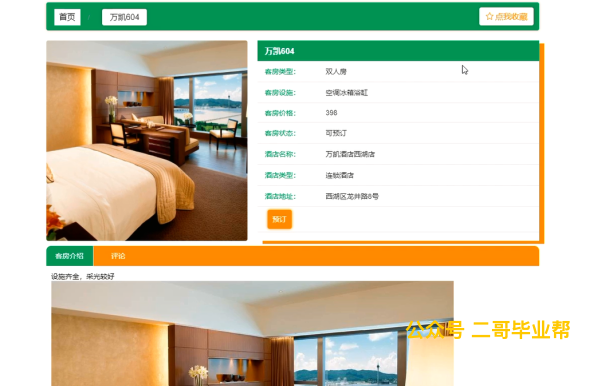 首页
万凯604
☆点我收藏
万凯604
客房类型： 双人房
客房设施： 空调冰箱浴缸
客房价格： 398
客房状态： 可预订
酒店名称： 万凯酒店西湖店
酒店类型： 连锁酒店
酒店地址： 西湖区龙井路8号
预订
客房介绍
评论
设施齐全，采光较好
公众号 二哥毕业帮